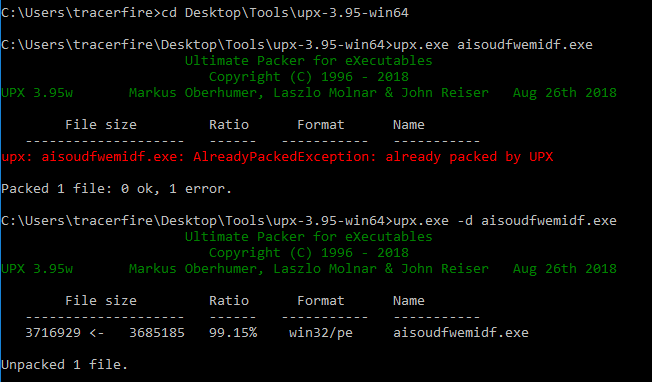 C:\Users\tracerfire>cd Desktop\Tools\upx-3.95-win64
C:\Users\tracerfire\Desktop\Tools\upx-3.95-win64>upx.exe aisoudfwemidf.exe
Ultimate Packer for eXecutables
Copyright (C) 1996 - 2018
UPX 3.95w       Markus Oberhumer, Laszlo Molnar & John Reiser   Aug 26th 2018
File size         Ratio      Format      Name
--------------------   ------   -----------   -----------
upx: aisoudfwemidf.exe: AlreadyPackedException: already packed by UPX
Packed 1 file: 0 ok, 1 error.
C:\Users\tracerfire\Desktop\Tools\upx-3.95-win64>upx.exe -d aisoudfwemidf.exe
Ultimate Packer for eXecutables
Copyright (C) 1996 - 2018
UPX 3.95w       Markus Oberhumer, Laszlo Molnar & John Reiser   Aug 26th 2018
File size         Ratio      Format      Name
--------------------   ------   -----------   -----------
3716929 <-   3685185   99.15%    win32/pe     aisoudfwemidf.exe
Unpacked 1 file.